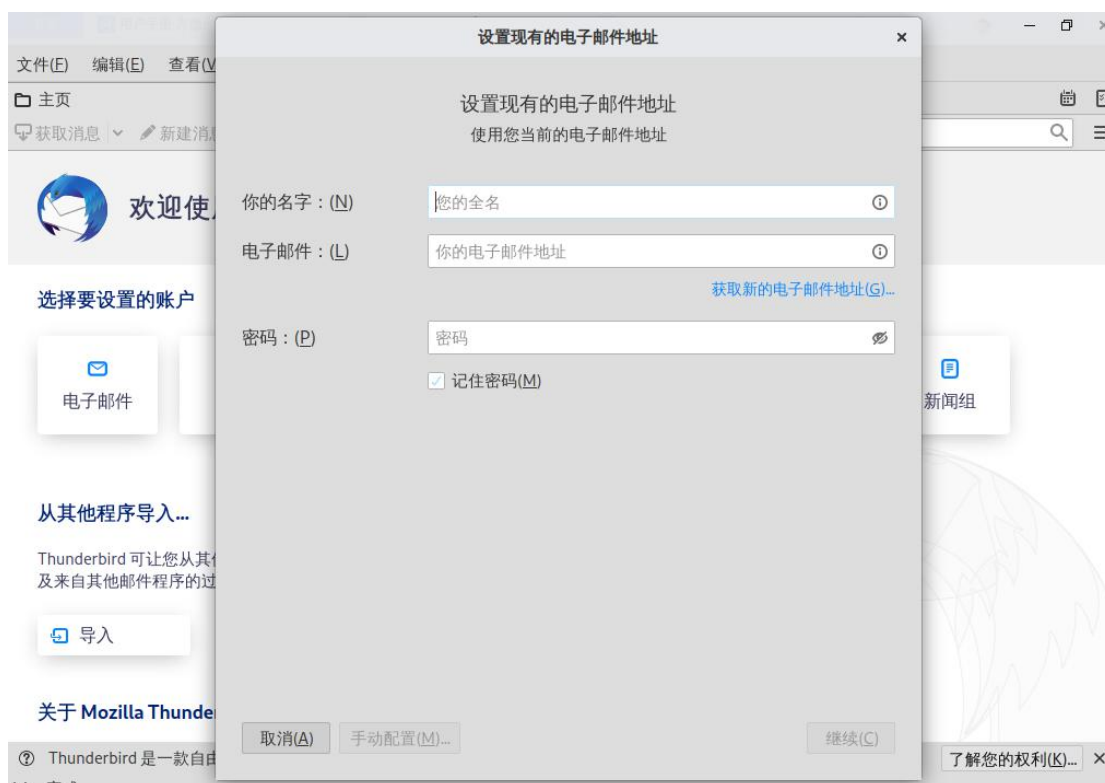 设置现有的电子邮件地址
文件(F) 编辑(E) 查看(V
主页
获取消息 新建消
欢迎使
设置现有的电子邮件地址
使用您当前的电子邮件地址
你的名字：(N) 您的全名
电子邮件：(L) 你的电子邮件地址
获取新的电子邮件地址(G)...
密码：(P) 密码
记住密码(M)
选择要设置的账户
电子邮件
新闻组
从其他程序导入...
Thunderbird 可让您从其
及来自其他邮件程序的过
导入
关于 Mozilla Thunde
取消(A) 手动配置(M)... 继续(C)
Thunderbird 是一款自由
了解您的权利(K)...